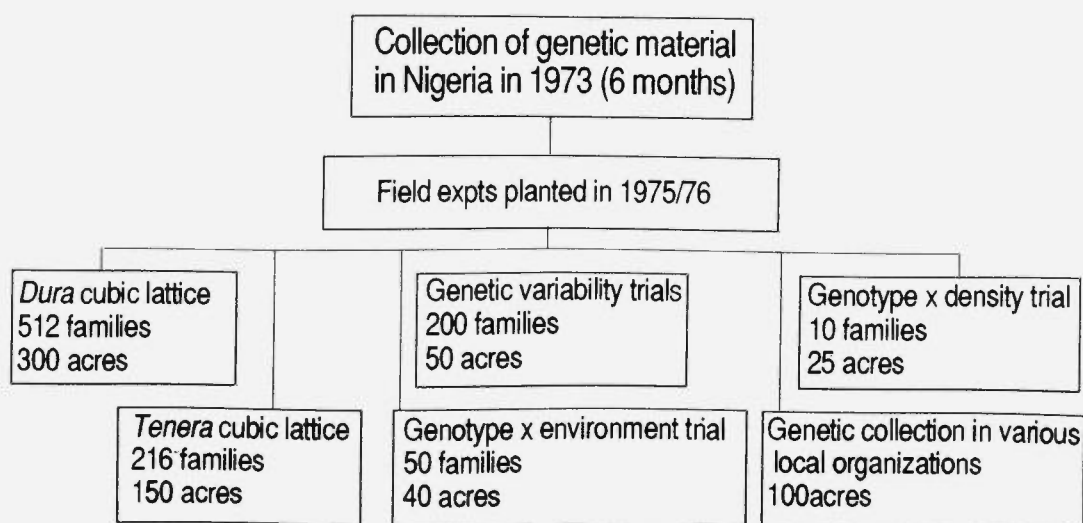 Collection of genetic material
in Nigeria in 1973 (6 months)
Field expts planted in 1975/76
Dura cubic lattice
512 families
300 acres
Genetic variability trials
200 families
50 acres
Genotype x density trial
10 families
25 acres
Tenera cubic lattice
216 families
150 acres
Genotype x environment trial
50 families
40 acres
Genetic collection in various
local organizations
100acres